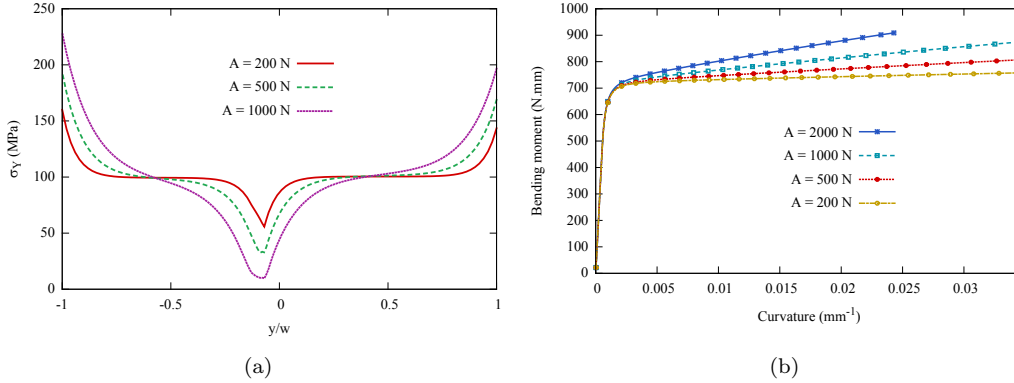 250
200
150
100
50
0
-1
-0.5
0
0.5
1
σY (MPa)
y/w
A = 200 N
A = 500 N
A = 1000 N
(a)
1000
900
800
700
600
500
400
300
200
100
0
0
0.005
0.01
0.015
0.02
0.025
0.03
Bending moment (N.mm)
Curvature (mm⁻¹)
A = 2000 N
A = 1000 N
A = 500 N
A = 200 N
(b)